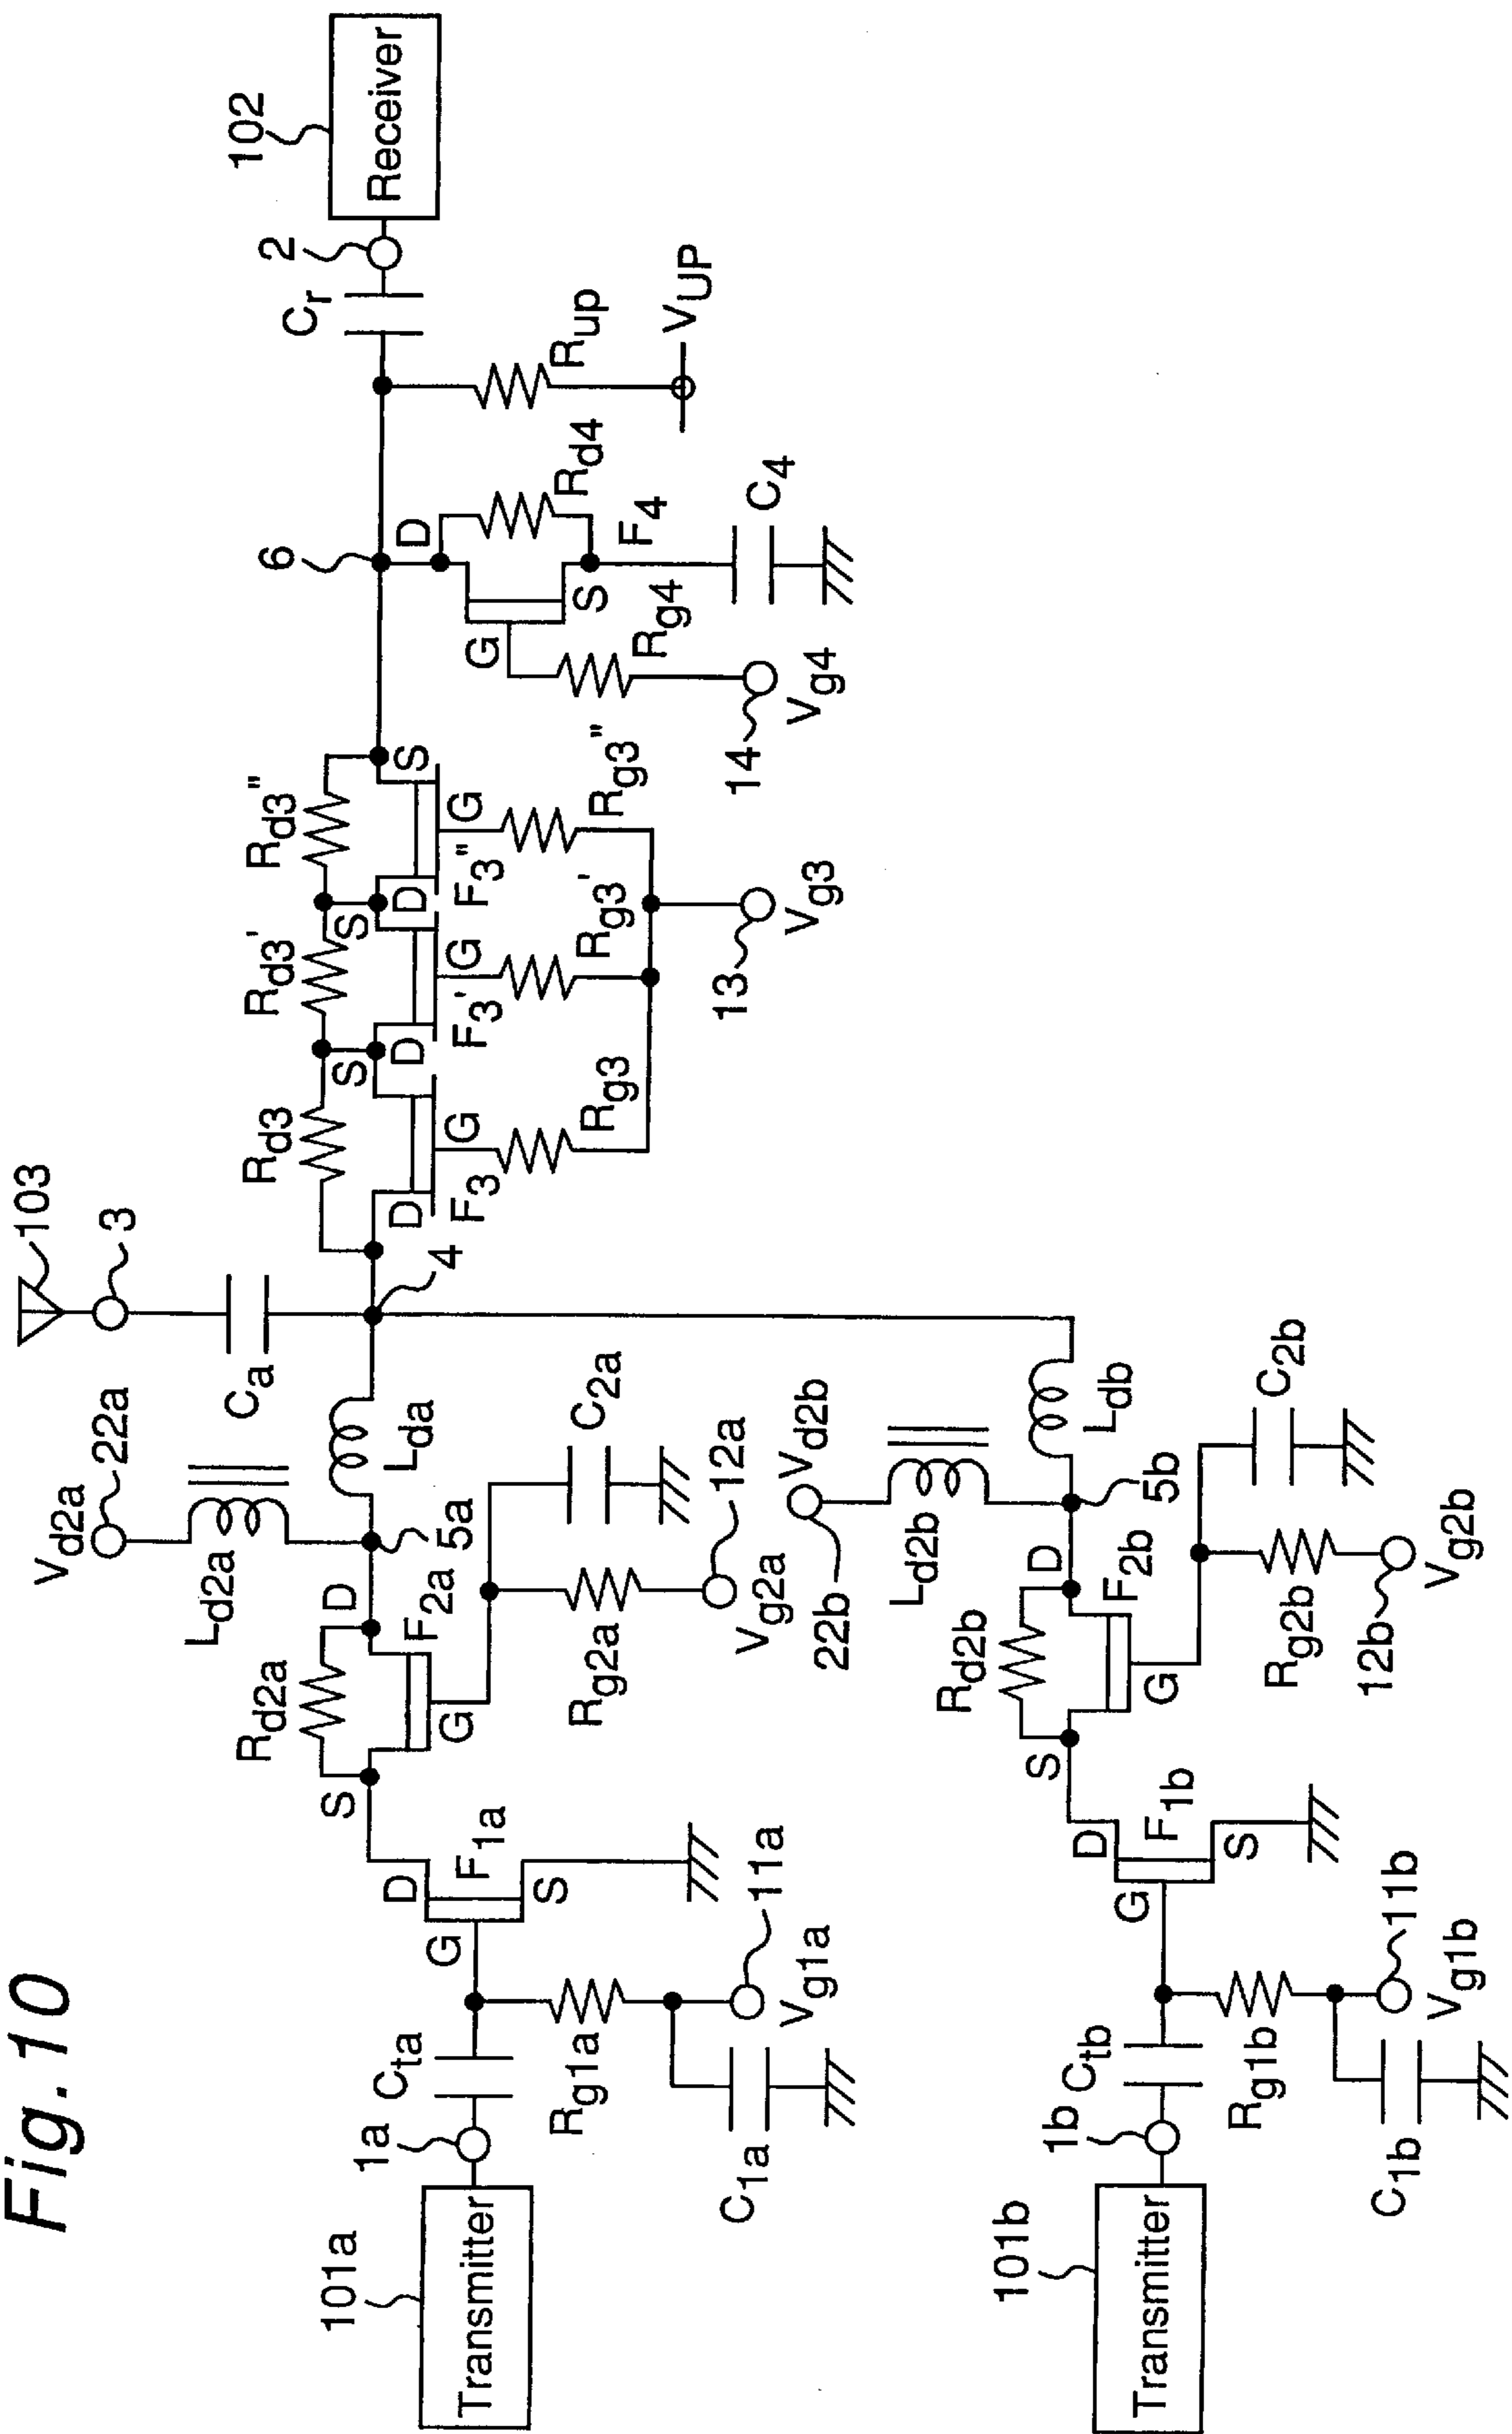 Fig.10
103
3
Ca
4
Vd2a
22a
Ld2a
Lda
5a
Rd2a
S
D
F2a
G
C2a
Rg2a
12a
Vg2a
D
F1a
S
G
101a
Transmitter
1a
Cta
Rg1a
C1a
11a
Vg1a
Rd3
Rd3'
Rd3"
D
S
D
S
D
S
F3
G
F3'
G
F3"
G
Rg3
Rg3'
Rg3"
13
Vg3
6
D
G
S
Rd4
F4
Rg4
C4
14
Vg4
Rup
VUP
Cr
2
102
Receiver
Vd2b
22b
Ld2b
Ldb
5b
Rd2b
S
D
F2b
G
C2b
Rg2b
12b
Vg2b
D
F1b
S
G
101b
Transmitter
1b
Ctb
Rg1b
C1b
11b
Vg1b